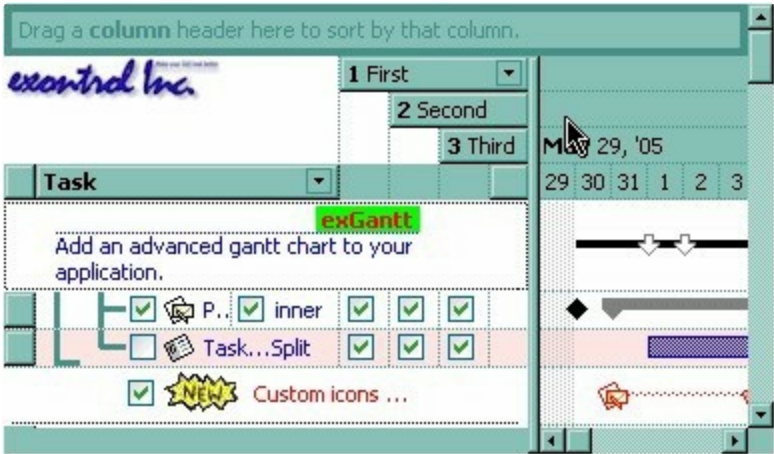 Drag a column header here to sort by that column.
exontrol Inc.
1 First
2 Second
3 Third
May 29, '05
Task
29 30 31 1 2 3
exGantt
Add an advanced gantt chart to your
application.
P.. inner
Task...Split
NEW Custom icons ...